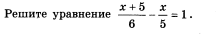 Решите уравнение (x + 5)/6 − x/5 = 1.